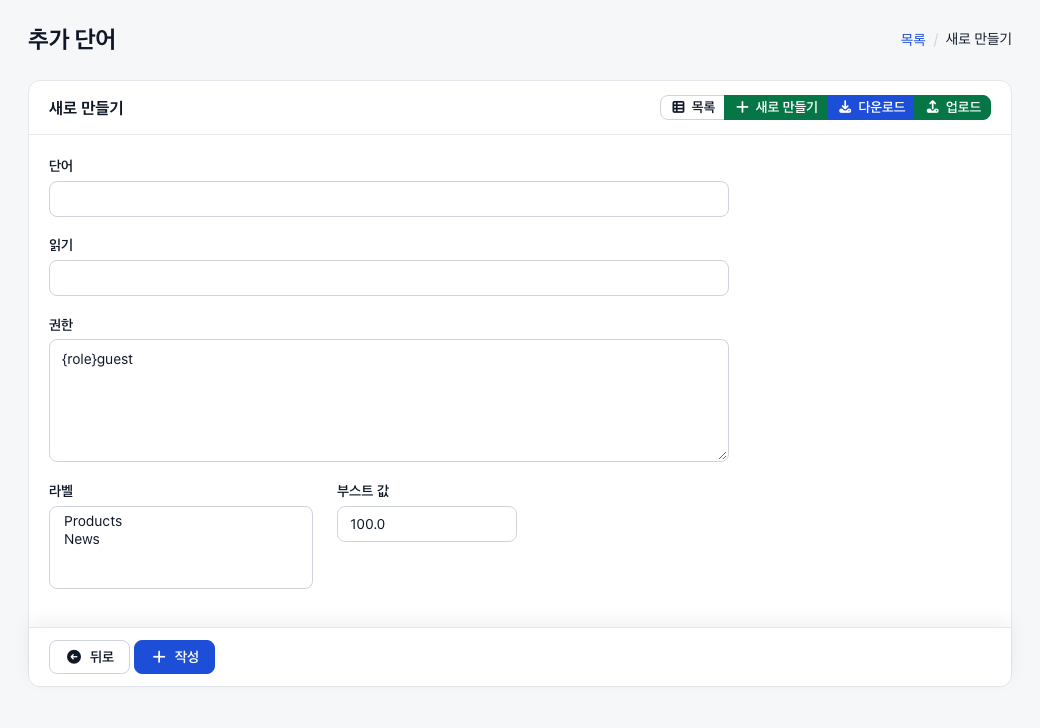 추가 단어
목록 / 새로 만들기
새로 만들기
목록 새로 만들기 다운로드 업로드
단어
읽기
권한
{role}guest
라벨 부스트 값
Products
100.0
News
뒤로 작성